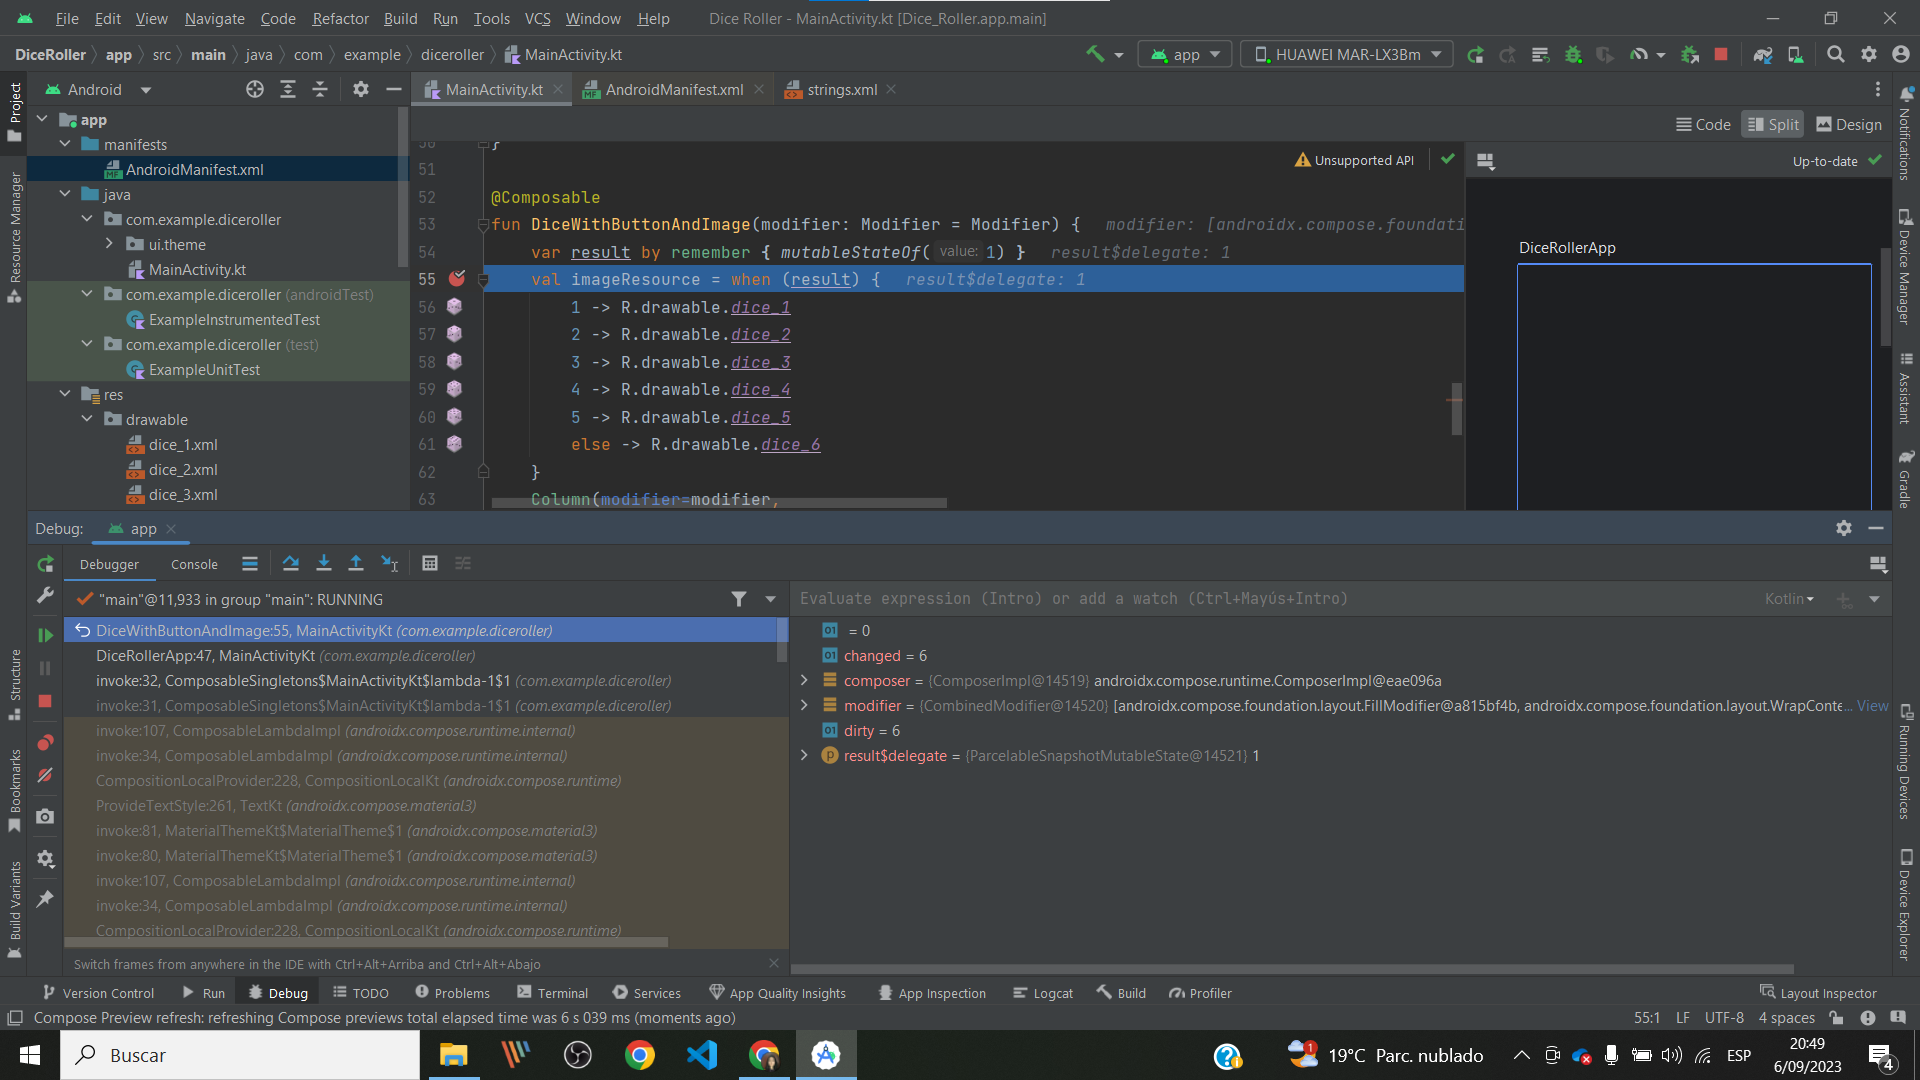 File Edit View Navigate Code Refactor Build Run Tools VCS Window Help Dice Roller - MainActivity.kt [Dice_Roller.app.main]
DiceRoller app src main java com example diceroller MainActivity.kt app HUAWEI MAR-LX3Bm
Project
Resource Manager
Structure
Bookmarks
Build Variants
Android
app
manifests
AndroidManifest.xml
java
com.example.diceroller
ui.theme
MainActivity.kt
com.example.diceroller (androidTest)
ExampleInstrumentedTest
com.example.diceroller (test)
ExampleUnitTest
res
drawable
dice_1.xml
dice_2.xml
dice_3.xml
MainActivity.kt AndroidManifest.xml strings.xml
Code Split Design
Unsupported API
Up-to-date
50 }
51
52 @Composable
53 fun DiceWithButtonAndImage(modifier: Modifier = Modifier) { modifier: [androidx.compose.foundati
54 var result by remember { mutableStateOf( value: 1) } result$delegate: 1
55 val imageResource = when (result) { result$delegate: 1
56 1 -> R.drawable.dice_1
57 2 -> R.drawable.dice_2
58 3 -> R.drawable.dice_3
59 4 -> R.drawable.dice_4
60 5 -> R.drawable.dice_5
61 else -> R.drawable.dice_6
62 }
63 Column(modifier=modifier,
DiceRollerApp
Notifications
Device Manager
Assistant
Gradle
Running Devices
Device Explorer
Debug: app
Debugger Console
"main"@11,933 in group "main": RUNNING
DiceWithButtonAndImage:55, MainActivityKt (com.example.diceroller)
DiceRollerApp:47, MainActivityKt (com.example.diceroller)
invoke:32, ComposableSingletons$MainActivityKt$lambda-1$1 (com.example.diceroller)
invoke:31, ComposableSingletons$MainActivityKt$lambda-1$1 (com.example.diceroller)
invoke:107, ComposableLambdaImpl (androidx.compose.runtime.internal)
invoke:34, ComposableLambdaImpl (androidx.compose.runtime.internal)
CompositionLocalProvider:228, CompositionLocalKt (androidx.compose.runtime)
ProvideTextStyle:261, TextKt (androidx.compose.material3)
invoke:81, MaterialThemeKt$MaterialTheme$1 (androidx.compose.material3)
invoke:80, MaterialThemeKt$MaterialTheme$1 (androidx.compose.material3)
invoke:107, ComposableLambdaImpl (androidx.compose.runtime.internal)
invoke:34, ComposableLambdaImpl (androidx.compose.runtime.internal)
CompositionLocalProvider:228, CompositionLocalKt (androidx.compose.runtime)
Switch frames from anywhere in the IDE with Ctrl+Alt+Arriba and Ctrl+Alt+Abajo
Evaluate expression (Intro) or add a watch (Ctrl+Mayús+Intro) Kotlin
= 0
changed = 6
composer = {ComposerImpl@14519} androidx.compose.runtime.ComposerImpl@eae096a
modifier = {CombinedModifier@14520} [androidx.compose.foundation.layout.FillModifier@a815bf4b, androidx.compose.foundation.layout.WrapConte... View
dirty = 6
result$delegate = {ParcelableSnapshotMutableState@14521} 1
Version Control Run Debug TODO Problems Terminal Services App Quality Insights App Inspection Logcat Build Profiler Layout Inspector
Compose Preview refresh: refreshing Compose previews total elapsed time was 6 s 039 ms (moments ago) 55:1 LF UTF-8 4 spaces
Buscar
1 19°C Parc. nublado ESP
20:49
6/09/2023
4